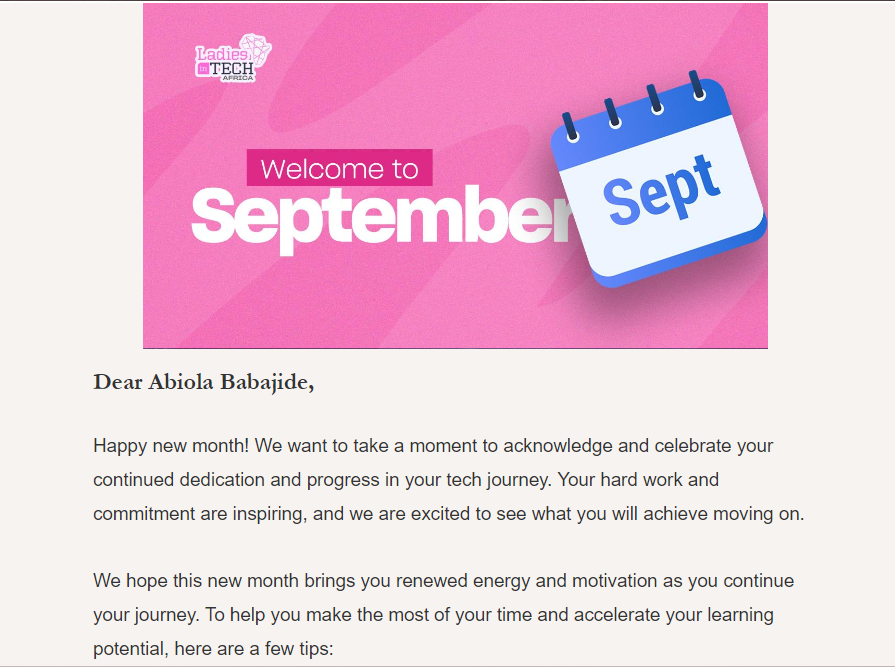 Ladies
in TECH
AFRICA
Welcome to
September
Sept
Dear Abiola Babajide,
Happy new month! We want to take a moment to acknowledge and celebrate your
continued dedication and progress in your tech journey. Your hard work and
commitment are inspiring, and we are excited to see what you will achieve moving on.
We hope this new month brings you renewed energy and motivation as you continue
your journey. To help you make the most of your time and accelerate your learning
potential, here are a few tips: